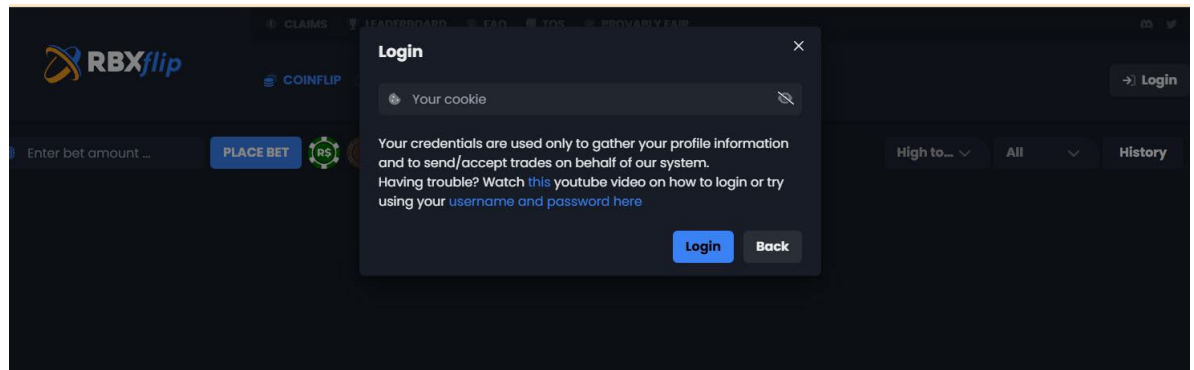 CLAIMS LEADERBOARD FAQ TOS PROVABLY FAIR
RBXflip
COINFLIP
Login
Login
Your cookie
Enter bet amount ...
PLACE BET
R$
Your credentials are used only to gather your profile information
and to send/accept trades on behalf of our system.
Having trouble? Watch this youtube video on how to login or try
using your username and password here
High to...
All
History
Login
Back